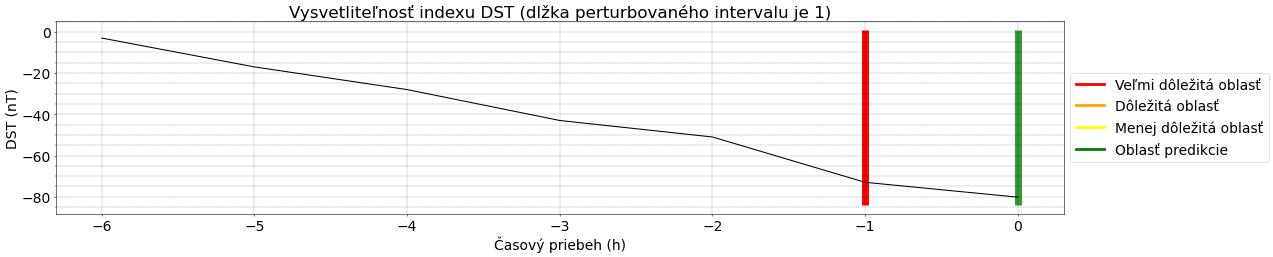 Vysvetliteľnosť indexu DST (dĺžka perturbovaného intervalu je 1)
DST (nT)
0
−20
−40
−60
−80
−6 −5 −4 −3 −2 −1 0
Časový priebeh (h)
Veľmi dôležitá oblasť
Dôležitá oblasť
Menej dôležitá oblasť
Oblasť predikcie